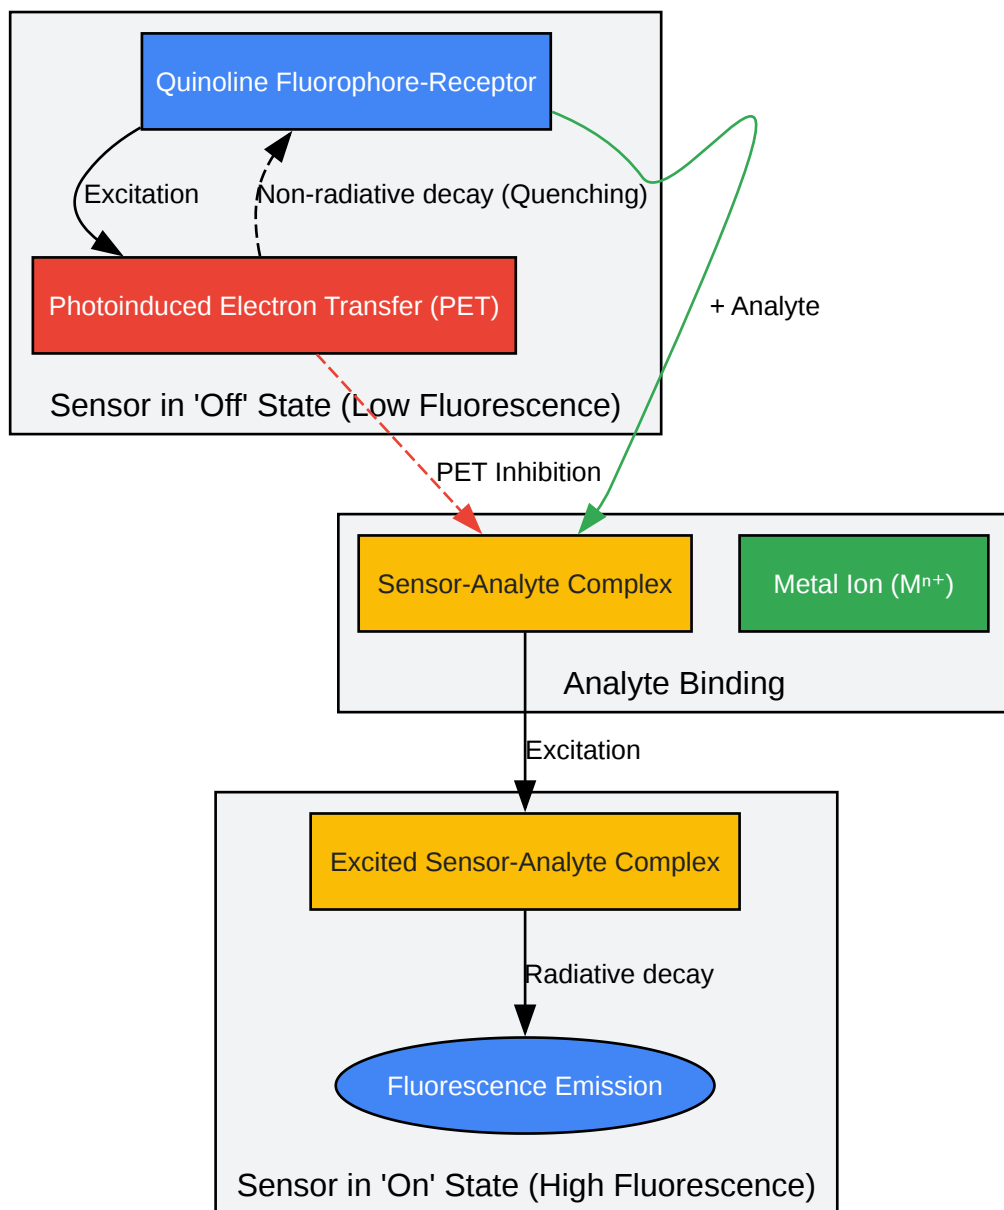 Quinoline Fluorophore-Receptor
Excitation
Non-radiative decay (Quenching)
Photoinduced Electron Transfer (PET)
+ Analyte
Sensor in 'Off' State (Low Fluorescence)
PET Inhibition
Sensor-Analyte Complex
Metal Ion (Mⁿ⁺)
Analyte Binding
Excitation
Excited Sensor-Analyte Complex
Radiative decay
Fluorescence Emission
Sensor in 'On' State (High Fluorescence)